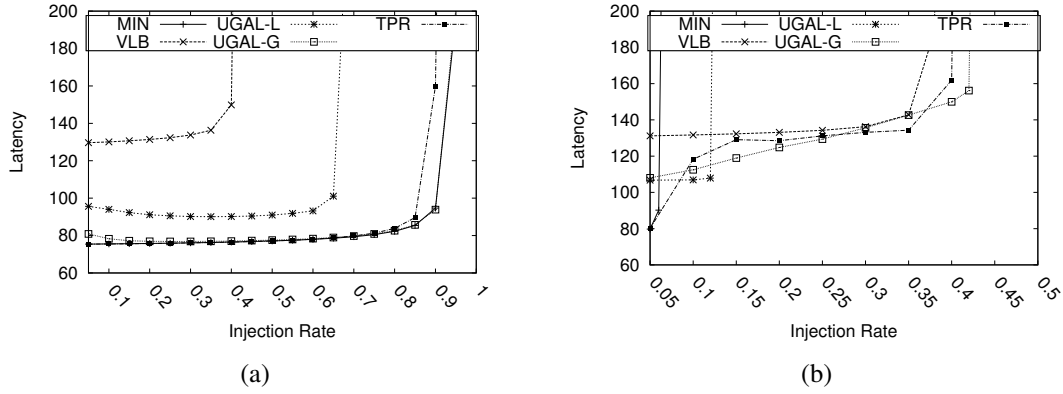 200
180
160
140
120
100
80
60
Latency
MIN UGAL-L TPR
VLB UGAL-G
0.1 0.2 0.3 0.4 0.5 0.6 0.7 0.8 0.9 1
Injection Rate
(a)
200
180
160
140
120
100
80
60
Latency
MIN UGAL-L TPR
VLB UGAL-G
0.05 0.1 0.15 0.2 0.25 0.3 0.35 0.4 0.45 0.5
Injection Rate
(b)